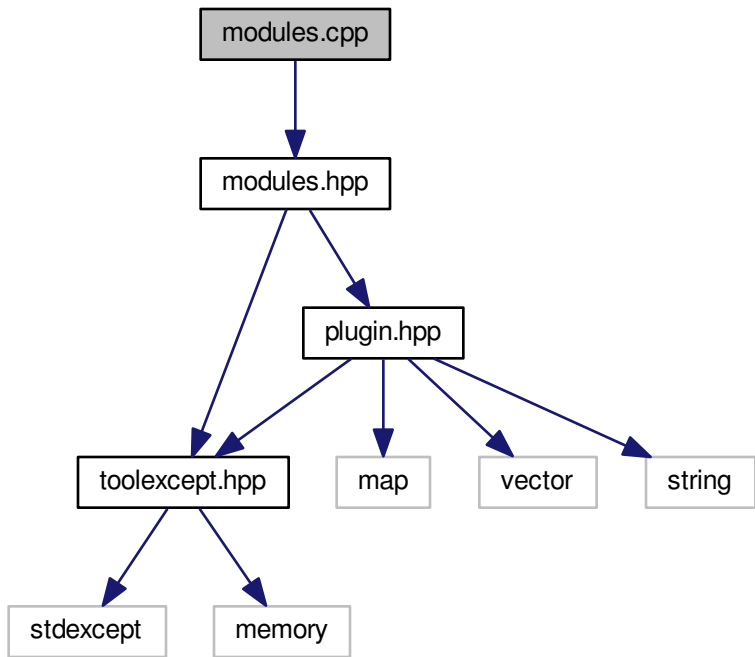 modules.cpp
modules.hpp
plugin.hpp
toolexcept.hpp
map
vector
string
stdexcept
memory